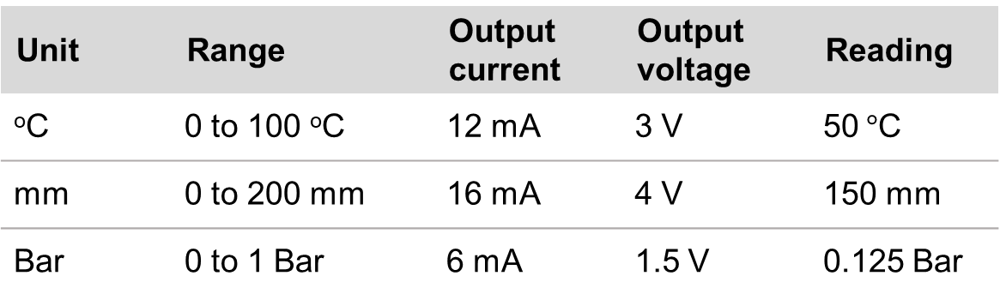 Unit Range Output current Output voltage Reading
ºC 0 to 100 ºC 12 mA 3 V 50 ºC
mm 0 to 200 mm 16 mA 4 V 150 mm
Bar 0 to 1 Bar 6 mA 1.5 V 0.125 Bar